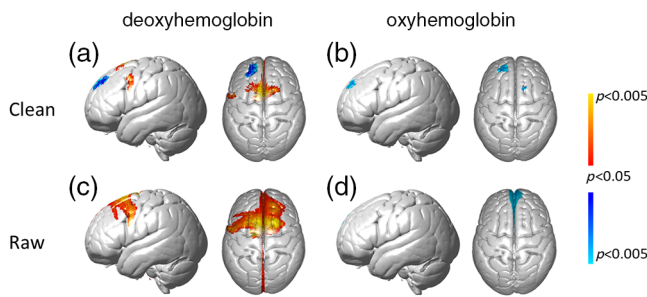 deoxyhemoglobin
oxyhemoglobin
(a)
(b)
Clean
p<0.005
p<0.05
(c)
(d)
Raw
p<0.005